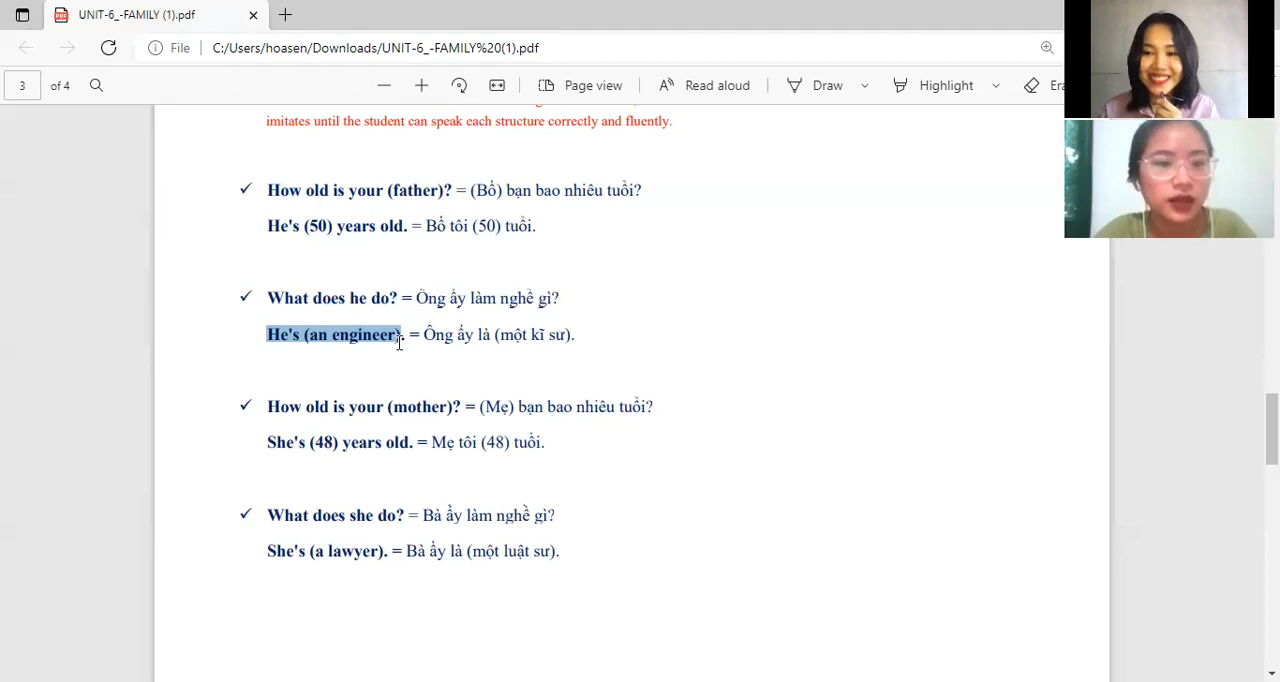 UNIT-6_-FAMILY (1).pdf
File C:/Users/hoasen/Downloads/UNIT-6_-FAMILY%20(1).pdf
3 of 4 Page view Read aloud Draw Highlight
imitates until the student can speak each structure correctly and fluently.
✓ How old is your (father)? = (Bố) bạn bao nhiêu tuổi?
He's (50) years old. = Bố tôi (50) tuổi.
✓ What does he do? = Ông ấy làm nghề gì?
He's (an engineer). = Ông ấy là (một kĩ sư).
✓ How old is your (mother)? = (Mẹ) bạn bao nhiêu tuổi?
She's (48) years old. = Mẹ tôi (48) tuổi.
✓ What does she do? = Bà ấy làm nghề gì?
She's (a lawyer). = Bà ấy là (một luật sư).